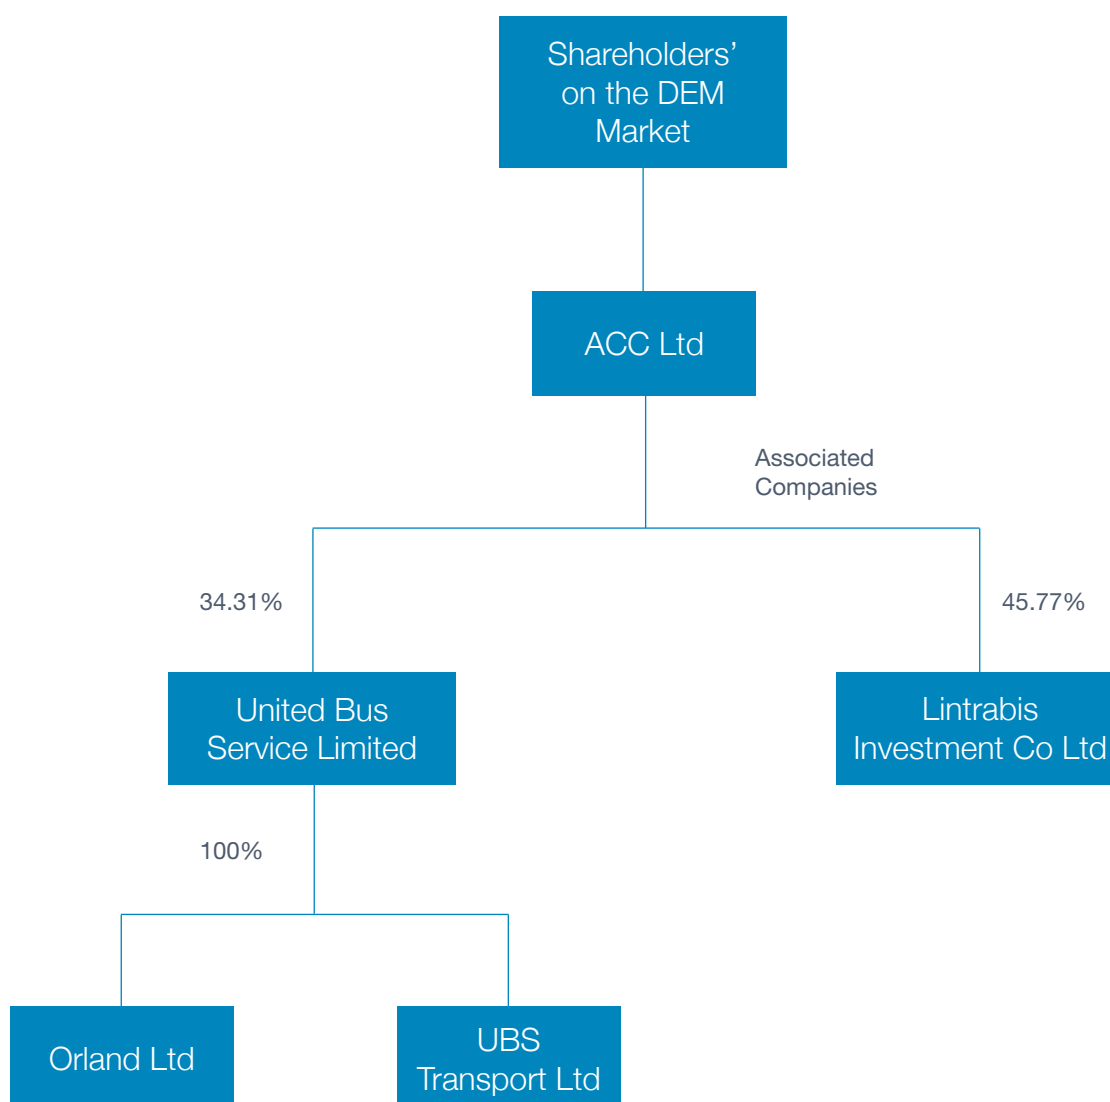 Shareholders’
on the DEM
Market
ACC Ltd
Associated
Companies
34.31%
45.77%
United Bus
Service Limited
Lintrabis
Investment Co Ltd
100%
Orland Ltd
UBS
Transport Ltd